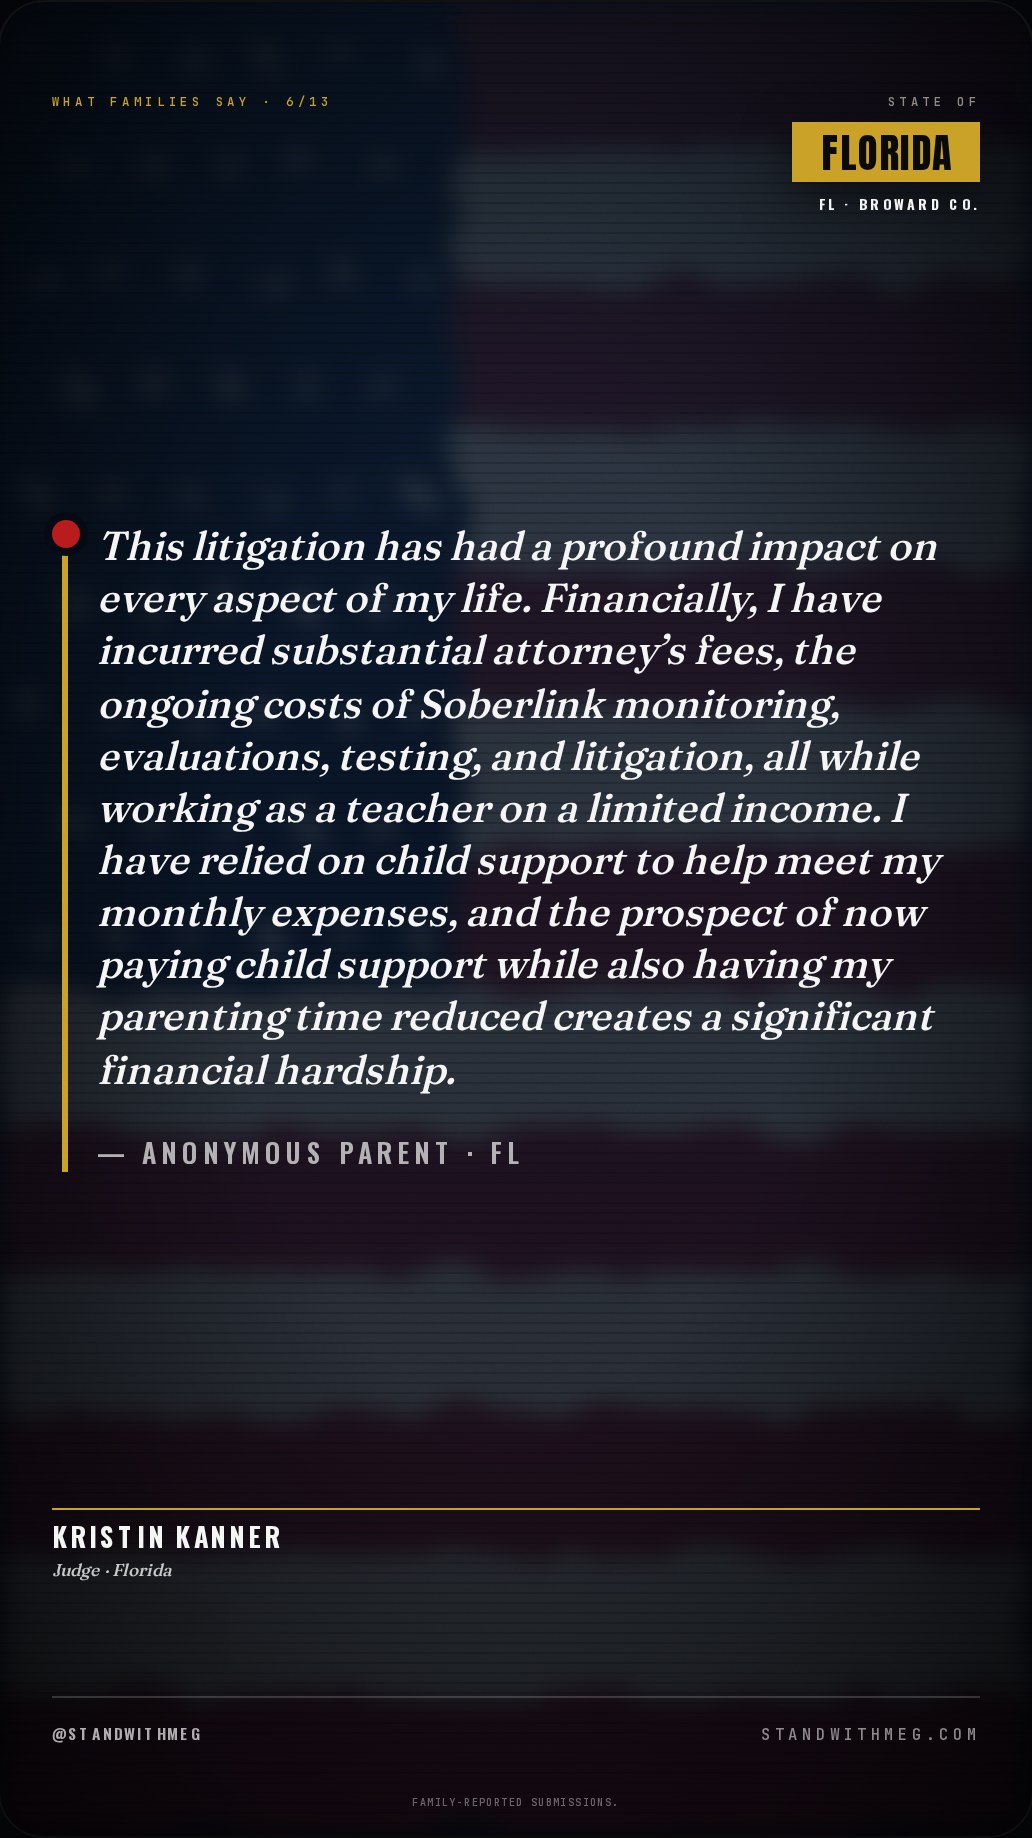 WHAT FAMILIES SAY · 6/13
STATE OF
FLORIDA
FL · BROWARD CO.
This litigation has had a profound impact on
every aspect of my life. Financially, I have
incurred substantial attorney’s fees, the
ongoing costs of Soberlink monitoring,
evaluations, testing, and litigation, all while
working as a teacher on a limited income. I
have relied on child support to help meet my
monthly expenses, and the prospect of now
paying child support while also having my
parenting time reduced creates a significant
financial hardship.
— ANONYMOUS PARENT · FL
KRISTIN KANNER
Judge · Florida
@STANDWITHMEG
STANDWITHMEG.COM
FAMILY-REPORTED SUBMISSIONS.